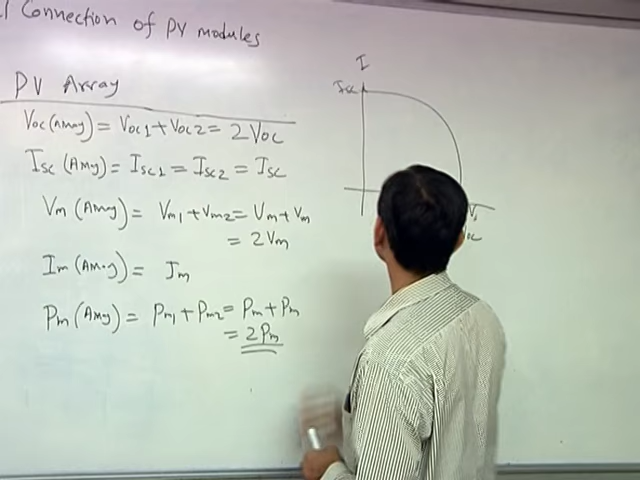 l Connection of PV modules
PV Array
Voc (Array) = Voc1 + Voc2 = 2Voc
Isc (Array) = Isc1 = Isc2 = Isc
Vm (Array) = Vm1 + Vm2 = Vm + Vm
= 2Vm
Im (Array) = Im
Pm (Array) = Pm1 + Pm2 = Pm + Pm
= 2Pm
I
Isc
V
oc